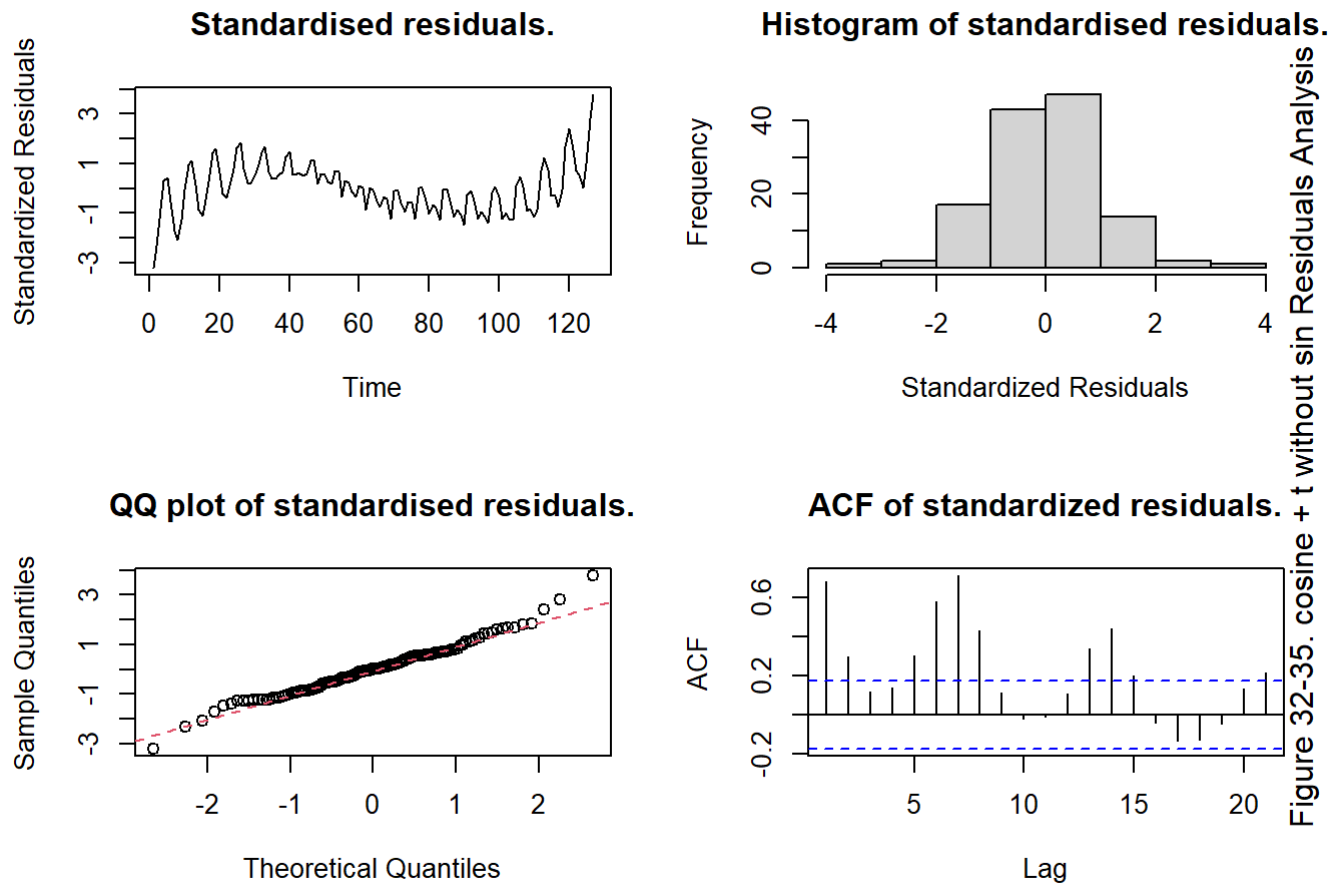 Standardised residuals.
Standardized Residuals
3
1
-1
-3
0 20 40 60 80 100 120
Time
Histogram of standardised residuals.
Frequency
40
20
0
-4 -2 0 2 4
Standardized Residuals
QQ plot of standardised residuals.
Sample Quantiles
3
1
-1
-3
-2 -1 0 1 2
Theoretical Quantiles
ACF of standardized residuals.
ACF
0.6
0.2
-0.2
5 10 15 20
Lag
Figure 32-35. cosine + t without sin Residuals Analysis